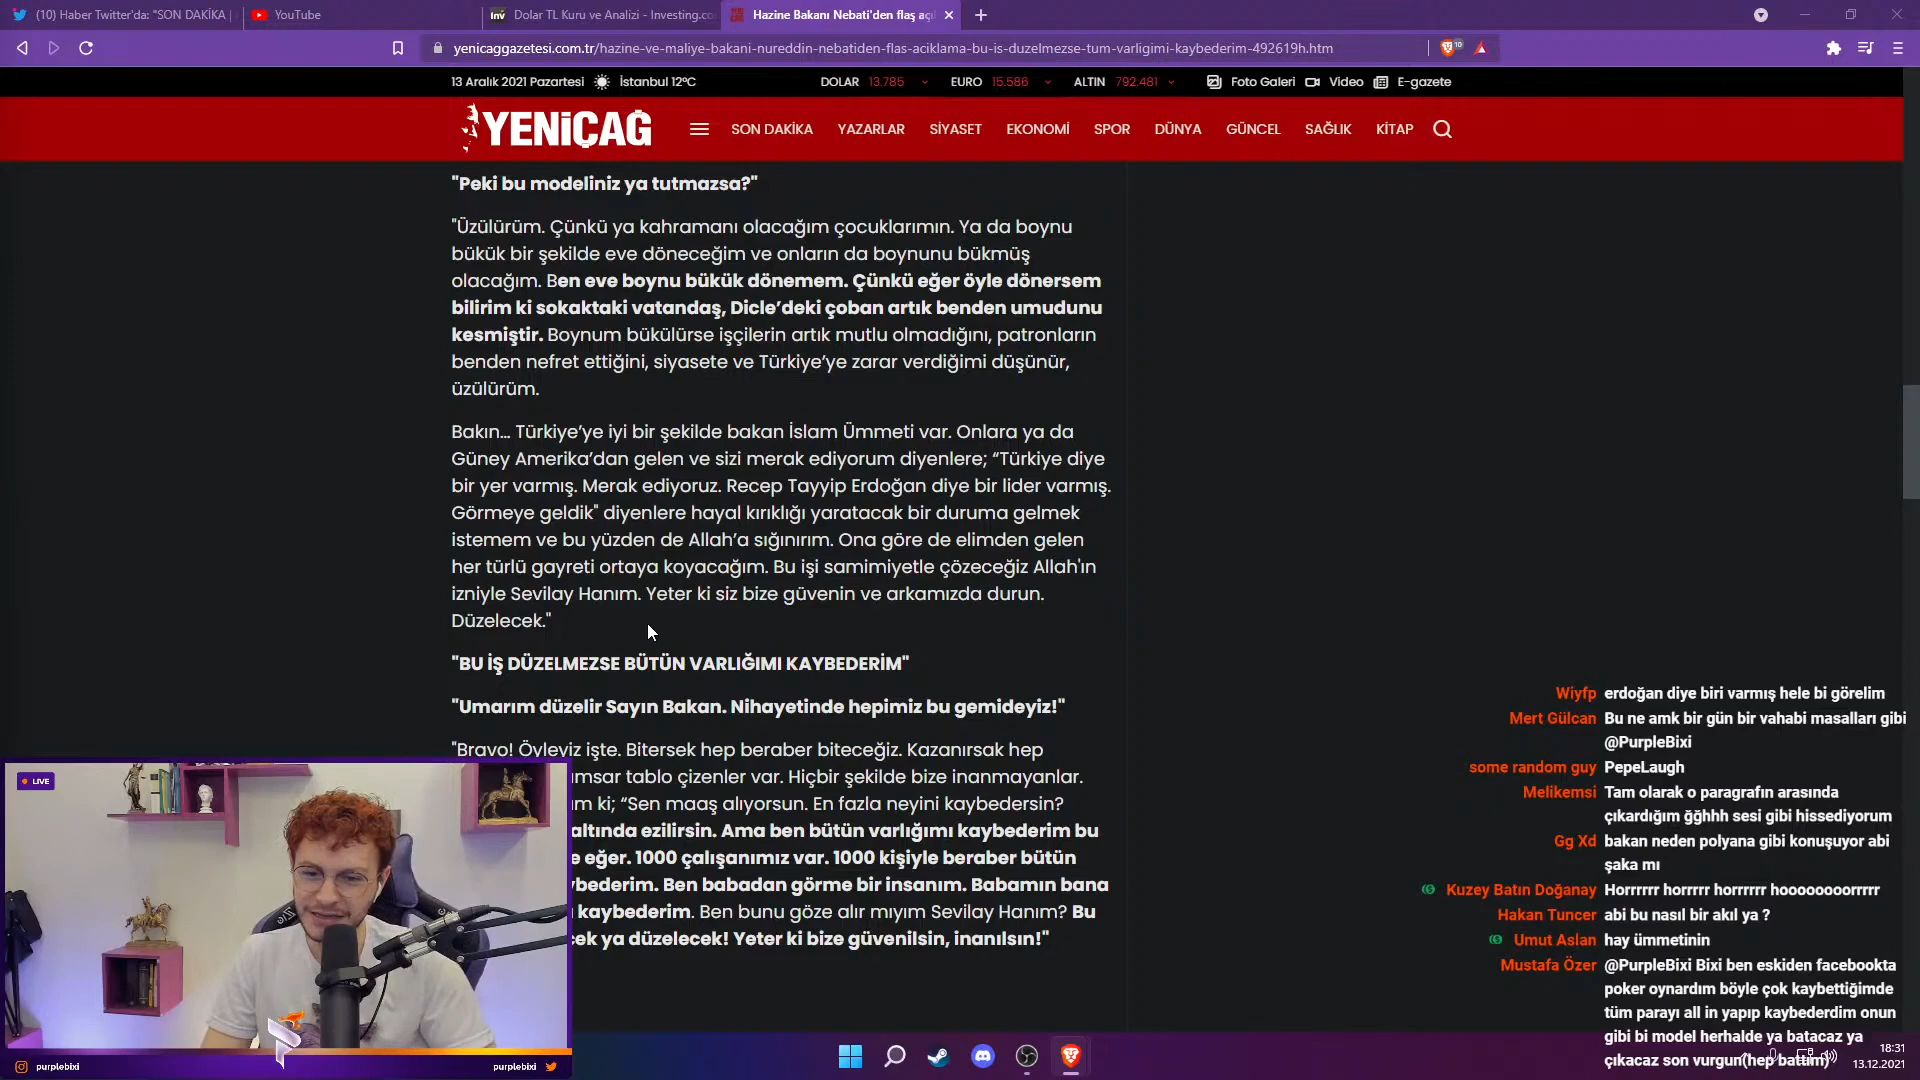 (10) Haber Twitter'da: "SON DAKİKA
YouTube
Dolar TL Kuru ve Analizi - Investing.co
Hazine Bakanı Nebati'den flaş açı
yenicaggazetesi.com.tr/hazine-ve-maliye-bakani-nureddin-nebatiden-flas-aciklama-bu-is-duzelmezse-tum-varligimi-kaybederim-492619h.htm
13 Aralık 2021 Pazartesi İstanbul 12°C DOLAR 13.785 EURO 15.586 ALTIN 792.481 Foto Galeri Video E-gazete
YENİÇAĞ SON DAKİKA YAZARLAR SİYASET EKONOMİ SPOR DÜNYA GÜNCEL SAĞLIK KİTAP
"Peki bu modeliniz ya tutmazsa?"
"Üzülürüm. Çünkü ya kahramanı olacağım çocuklarımın. Ya da boynu
bükük bir şekilde eve döneceğim ve onların da boynunu bükmüş
olacağım. Ben eve boynu bükük dönemem. Çünkü eğer öyle dönersem
bilirim ki sokaktaki vatandaş, Dicle’deki çoban artık benden umudunu
kesmiştir. Boynum bükülürse işçilerin artık mutlu olmadığını, patronların
benden nefret ettiğini, siyasete ve Türkiye’ye zarar verdiğimi düşünür,
üzülürüm.
Bakın... Türkiye’ye iyi bir şekilde bakan İslam Ümmeti var. Onlara ya da
Güney Amerika’dan gelen ve sizi merak ediyorum diyenlere; “Türkiye diye
bir yer varmış. Merak ediyoruz. Recep Tayyip Erdoğan diye bir lider varmış.
Görmeye geldik" diyenlere hayal kırıklığı yaratacak bir duruma gelmek
istemem ve bu yüzden de Allah’a sığınırım. Ona göre de elimden gelen
her türlü gayreti ortaya koyacağım. Bu işi samimiyetle çözeceğiz Allah'ın
izniyle Sevilay Hanım. Yeter ki siz bize güvenin ve arkamızda durun.
Düzelecek."
"BU İŞ DÜZELMEZSE BÜTÜN VARLIĞIMI KAYBEDERİM"
"Umarım düzelir Sayın Bakan. Nihayetinde hepimiz bu gemideyiz!"
"Bravo! Öyleyiz işte. Bitersek hep beraber biteceğiz. Kazanırsak hep
msar tablo çizenler var. Hiçbir şekilde bize inanmayanlar.
m ki; “Sen maaş alıyorsun. En fazla neyini kaybedersin?
altında ezilirsin. Ama ben bütün varlığımı kaybederim bu
e eğer. 1000 çalışanımız var. 1000 kişiyle beraber bütün
ybederim. Ben babadan görme bir insanım. Babamın bana
kaybederim. Ben bunu göze alır mıyım Sevilay Hanım? Bu
cek ya düzelecek! Yeter ki bize güvenilsin, inanılsın!"
LIVE
purplebixi purplebixi
Wiyfp erdoğan diye biri varmış hele bi görelim
Mert Gülcan Bu ne amk bir gün bir vahabi masalları gibi
@PurpleBixi
some random guy PepeLaugh
Melikemsi Tam olarak o paragrafın arasında
çıkardığım ğğhhh sesi gibi hissediyorum
Gg Xd bakan neden polyana gibi konuşuyor abi
şaka mı
Kuzey Batın Doğanay Horrrrrr horrrrr horrrrrr hoooooooorrrrr
Hakan Tuncer abi bu nasıl bir akıl ya ?
Umut Aslan hay ümmetinin
Mustafa Özer @PurpleBixi Bixi ben eskiden facebookta
poker oynardım böyle çok kaybettiğimde
tüm parayı all in yapıp kaybederdim onun
gibi bi model herhalde ya batacaz ya
çıkacaz son vurgun(hep battım)
18:31
13.12.2021